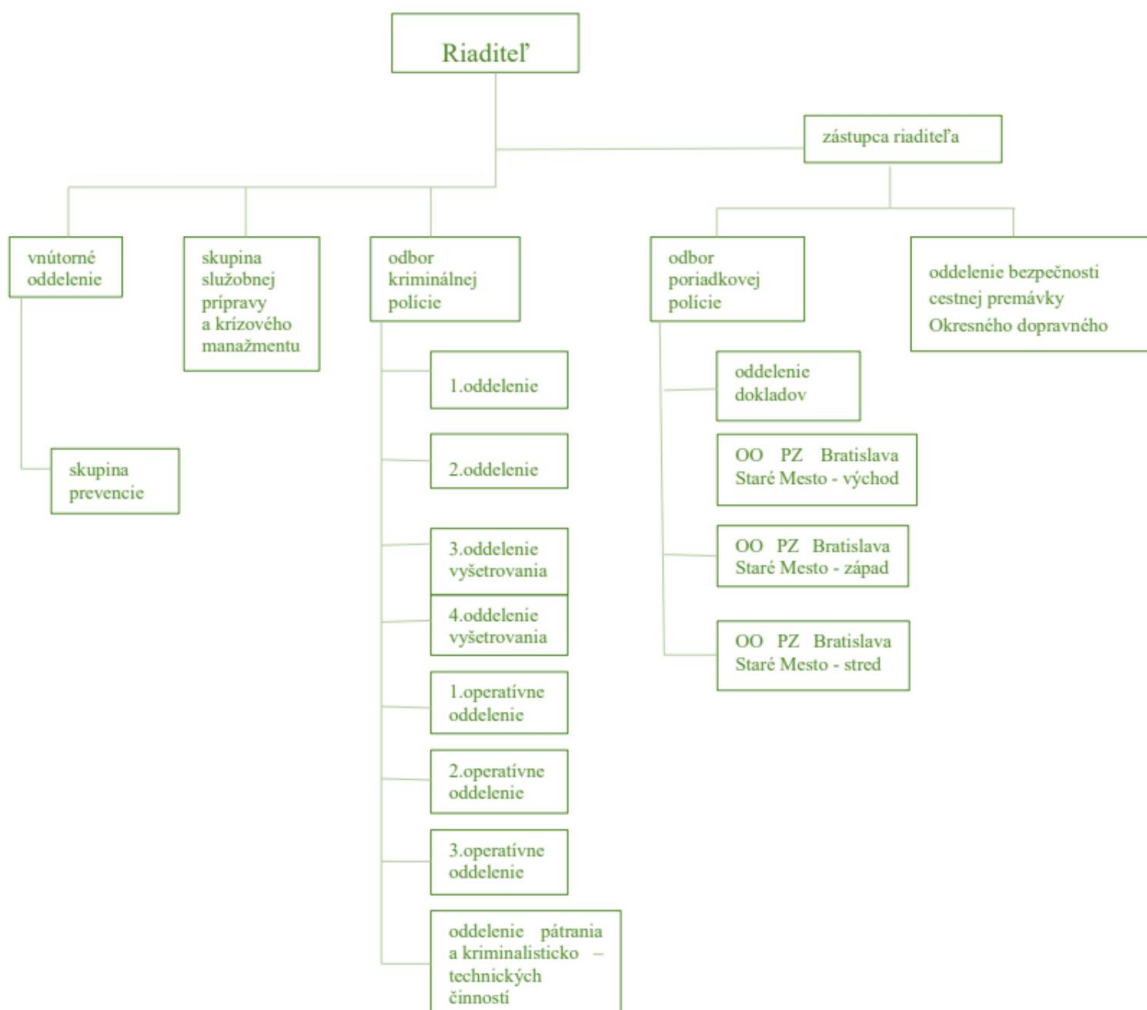 Riaditeľ
zástupca riaditeľa
vnútorné
oddelenie
skupina
služobnej
prípravy
a krízového
manažmentu
odbor
kriminálnej
polície
odbor
poriadkovej
polície
oddelenie bezpečnosti
cestnej premávky
Okresného dopravného
skupina
prevencie
1.oddelenie
2.oddelenie
3.oddelenie
vyšetrovania
4.oddelenie
vyšetrovania
1.operatívne
oddelenie
2.operatívne
oddelenie
3.operatívne
oddelenie
oddelenie pátrania
a kriminalisticko –
technických
činností
oddelenie
dokladov
OO PZ Bratislava
Staré Mesto - východ
OO PZ Bratislava
Staré Mesto - západ
OO PZ Bratislava
Staré Mesto - stred